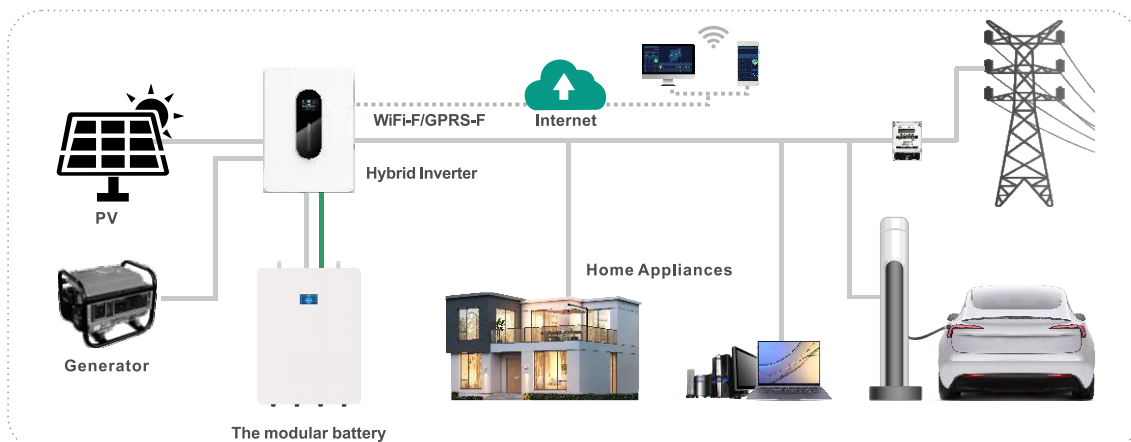 WiFi-F/GPRS-F
Internet
Hybrid Inverter
PV
Generator
Home Appliances
The modular battery